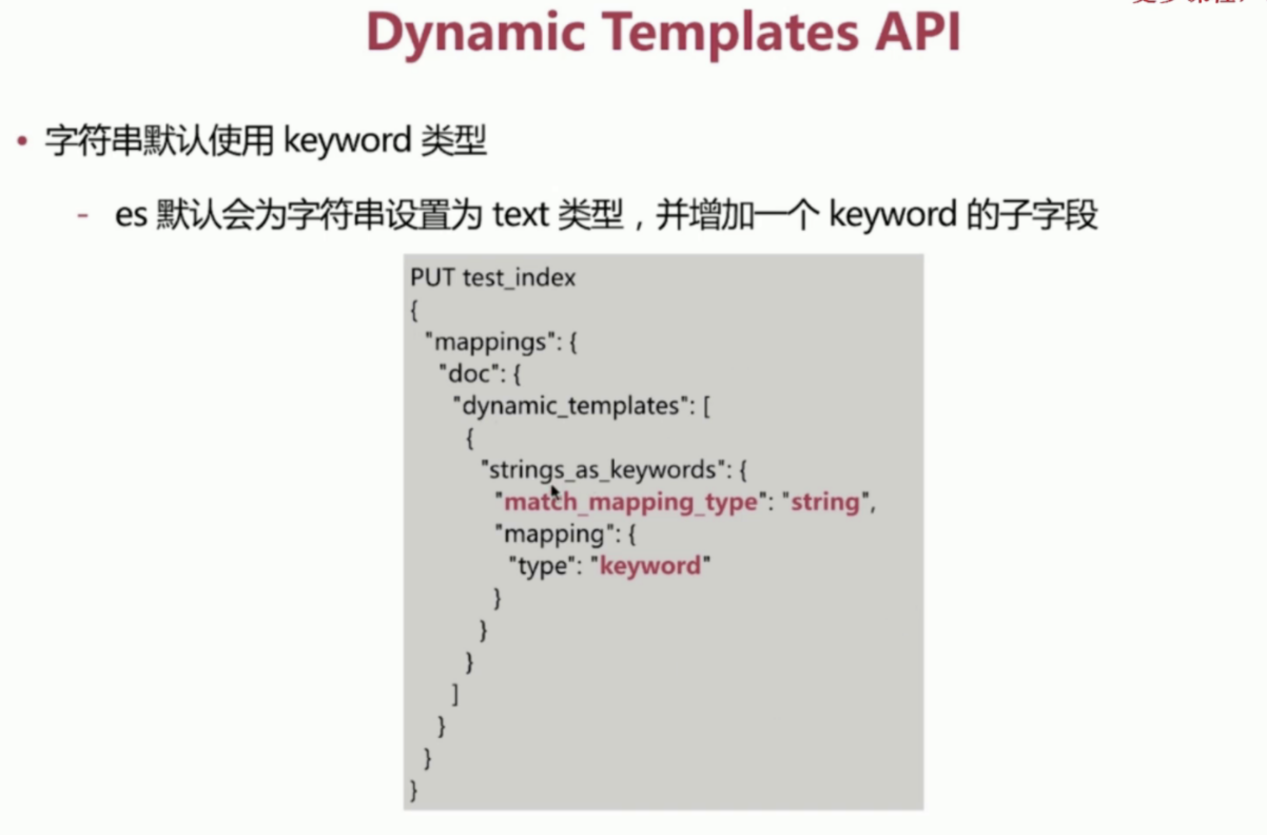 Dynamic Templates API
• 字符串默认使用 keyword 类型
- es 默认会为字符串设置为 text 类型，并增加一个 keyword 的子字段
PUT test_index
{
"mappings": {
"doc": {
"dynamic_templates": [
{
"strings_as_keywords": {
"match_mapping_type": "string",
"mapping": {
"type": "keyword"
}
}
}
]
}
}
}